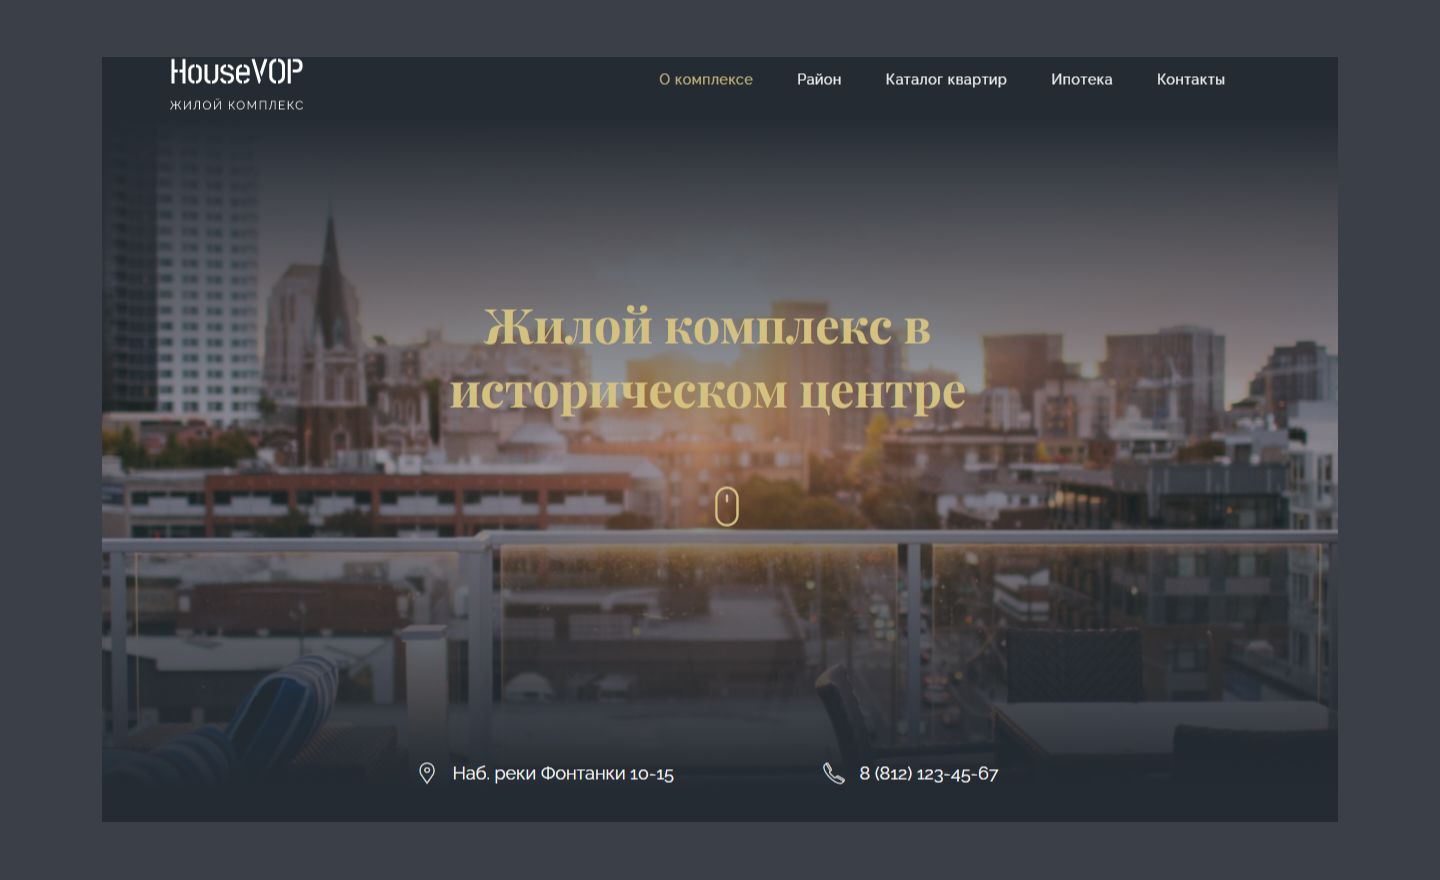 HouseVOP
ЖИЛОЙ КОМПЛЕКС
О комплексе Район Каталог квартир Ипотека Контакты
Жилой комплекс в
историческом центре
Наб. реки Фонтанки 10-15
8 (812) 123-45-67